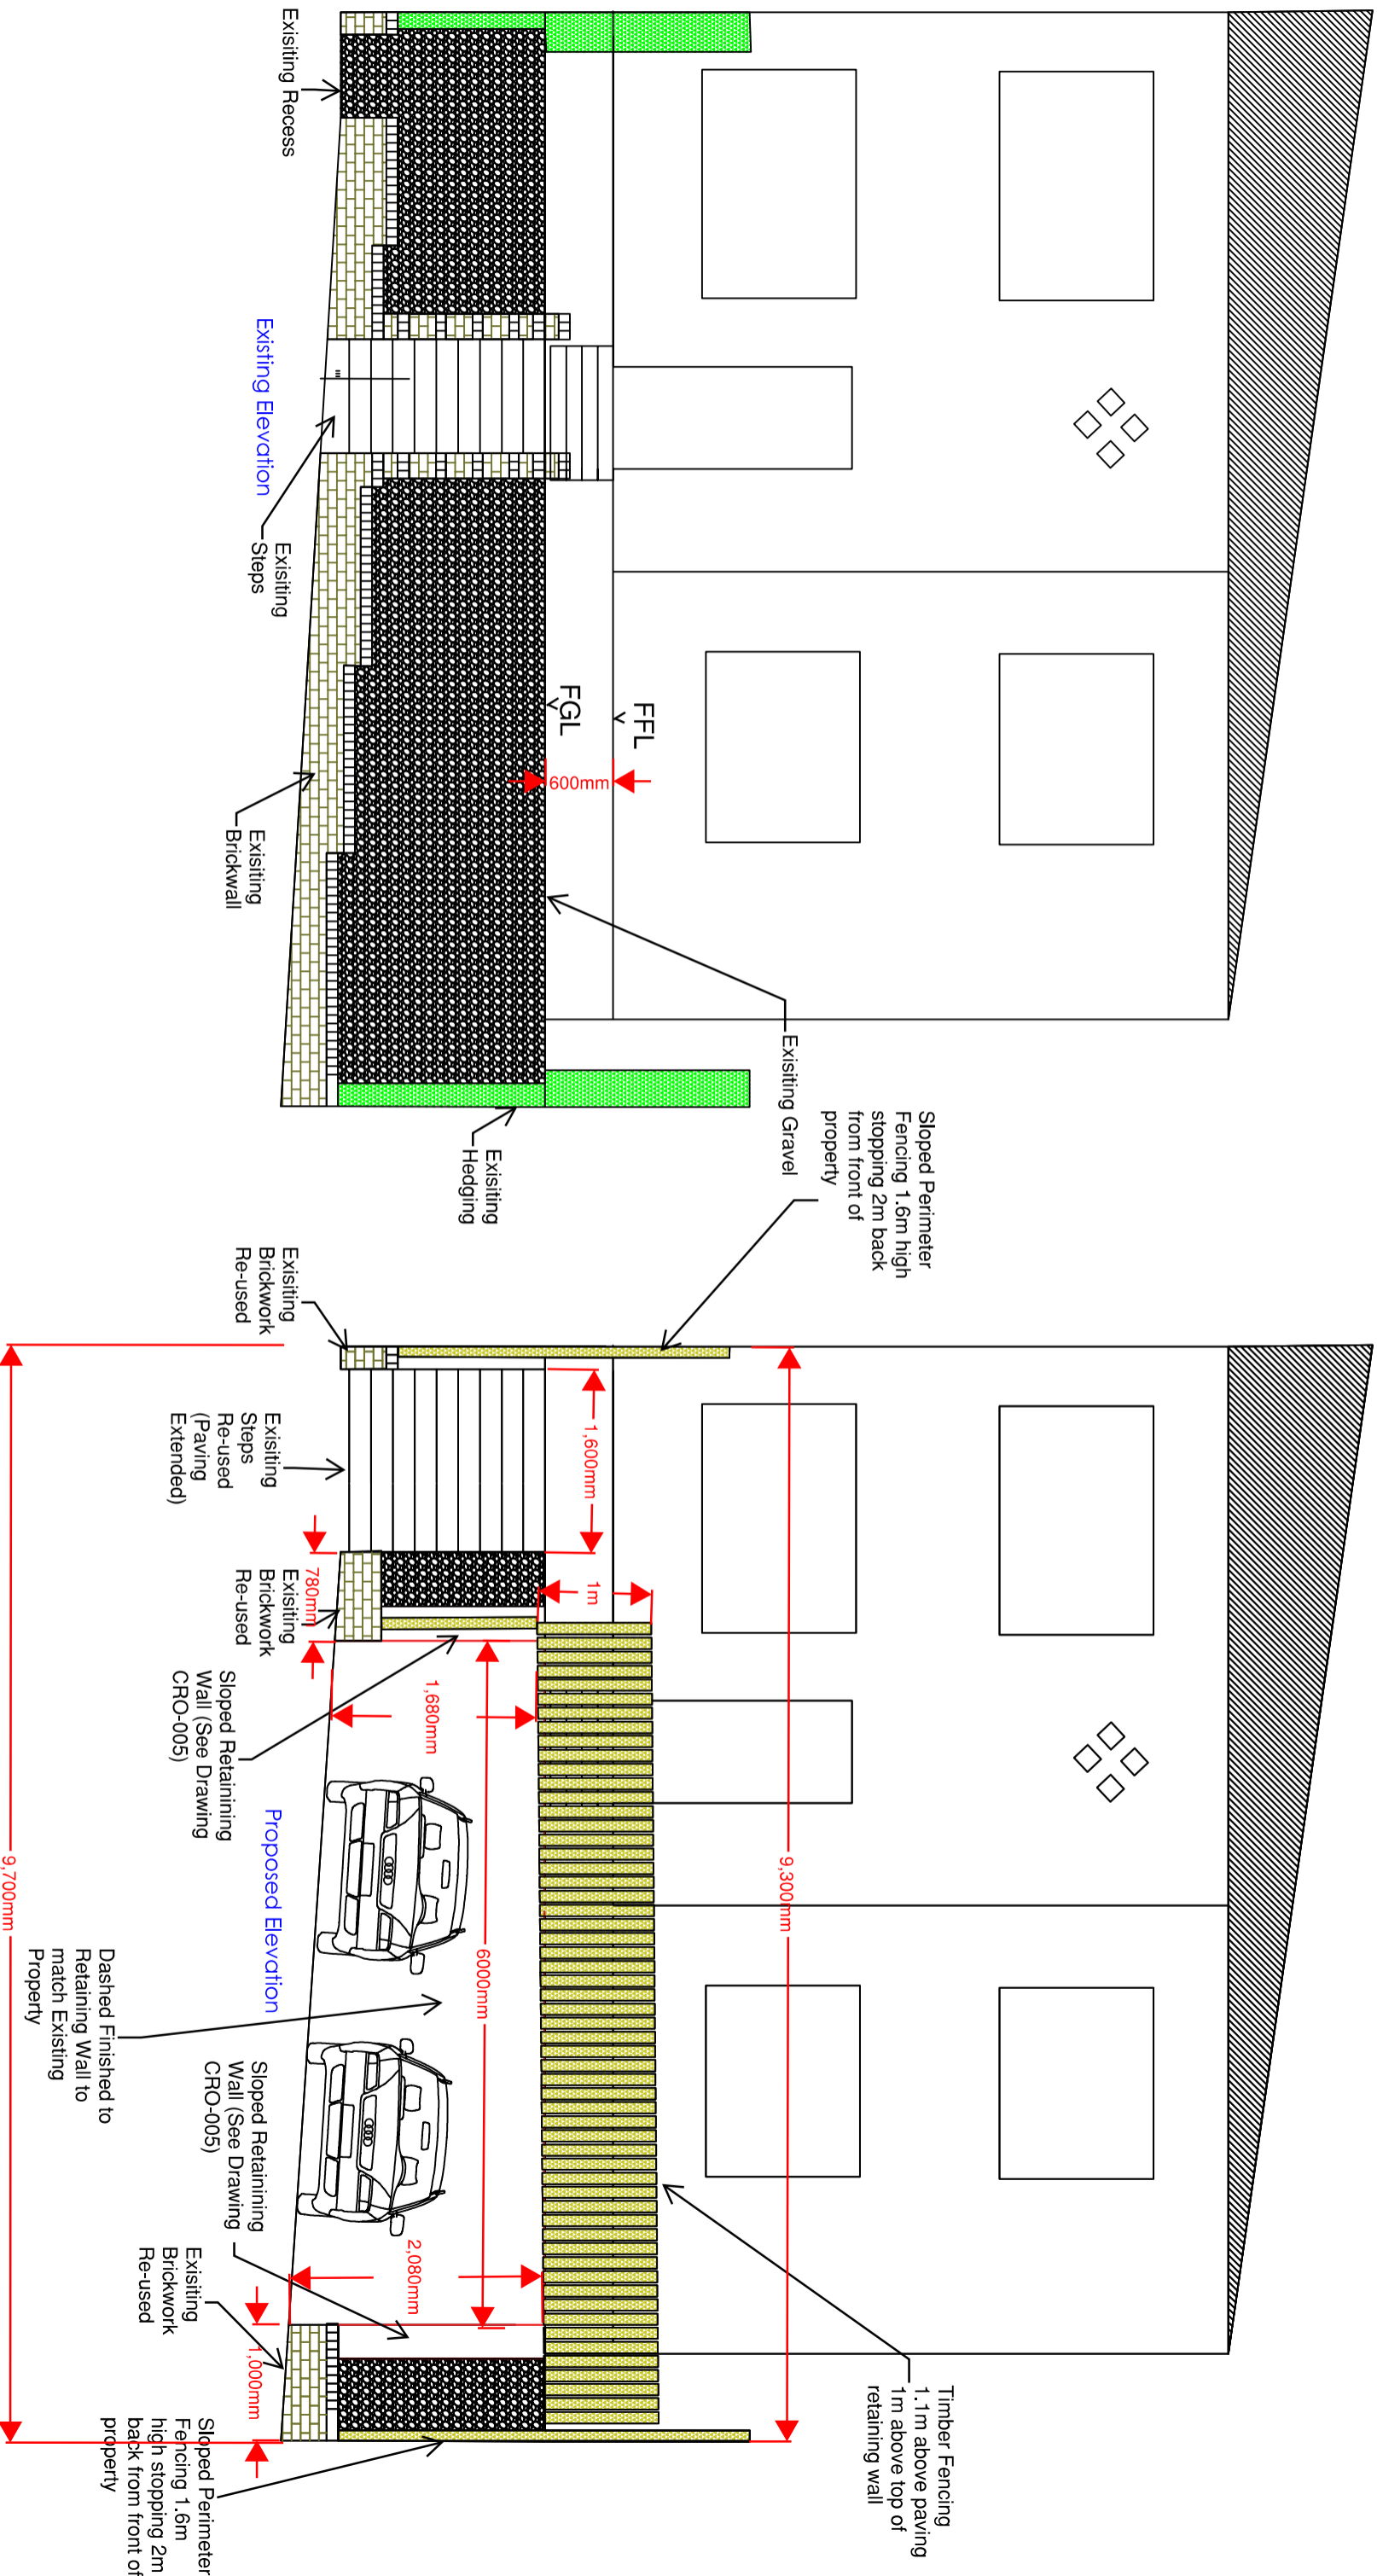 Exisiting Recess
Existing Elevation
Exisiting
Steps
Exisiting
Brickwall
FGL
FFL
600mm
Exisiting Gravel
Exisiting
Hedging
Sloped Perimeter
Fencing 1.6m high
stopping 2m back
from front of
property
Exisiting
Brickwork
Re-used
Exisiting
Steps
Re-used
(Paving
Extended)
1,600mm
780mm
Exisiting
Brickwork
Re-used
1m
Sloped Retainining
Wall (See Drawing
CRO-005)
1,680mm
Proposed Elevation
9,300mm
9,700mm
6000mm
Dashed Finished to
Retaining Wall to
match Existing
Property
Sloped Retainining
Wall (See Drawing
CRO-005)
2,080mm
Exisiting
Brickwork
Re-used
1,000mm
Timber Fencing
1.1m above paving
1m above top of
retaining wall
Sloped Perimeter
Fencing 1.6m
high stopping 2m
back from front of
property